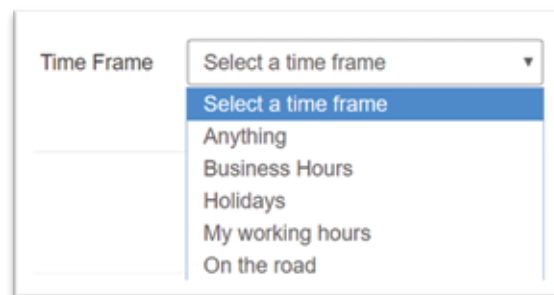 Time Frame Select a time frame
Select a time frame
Anything
Business Hours
Holidays
My working hours
On the road